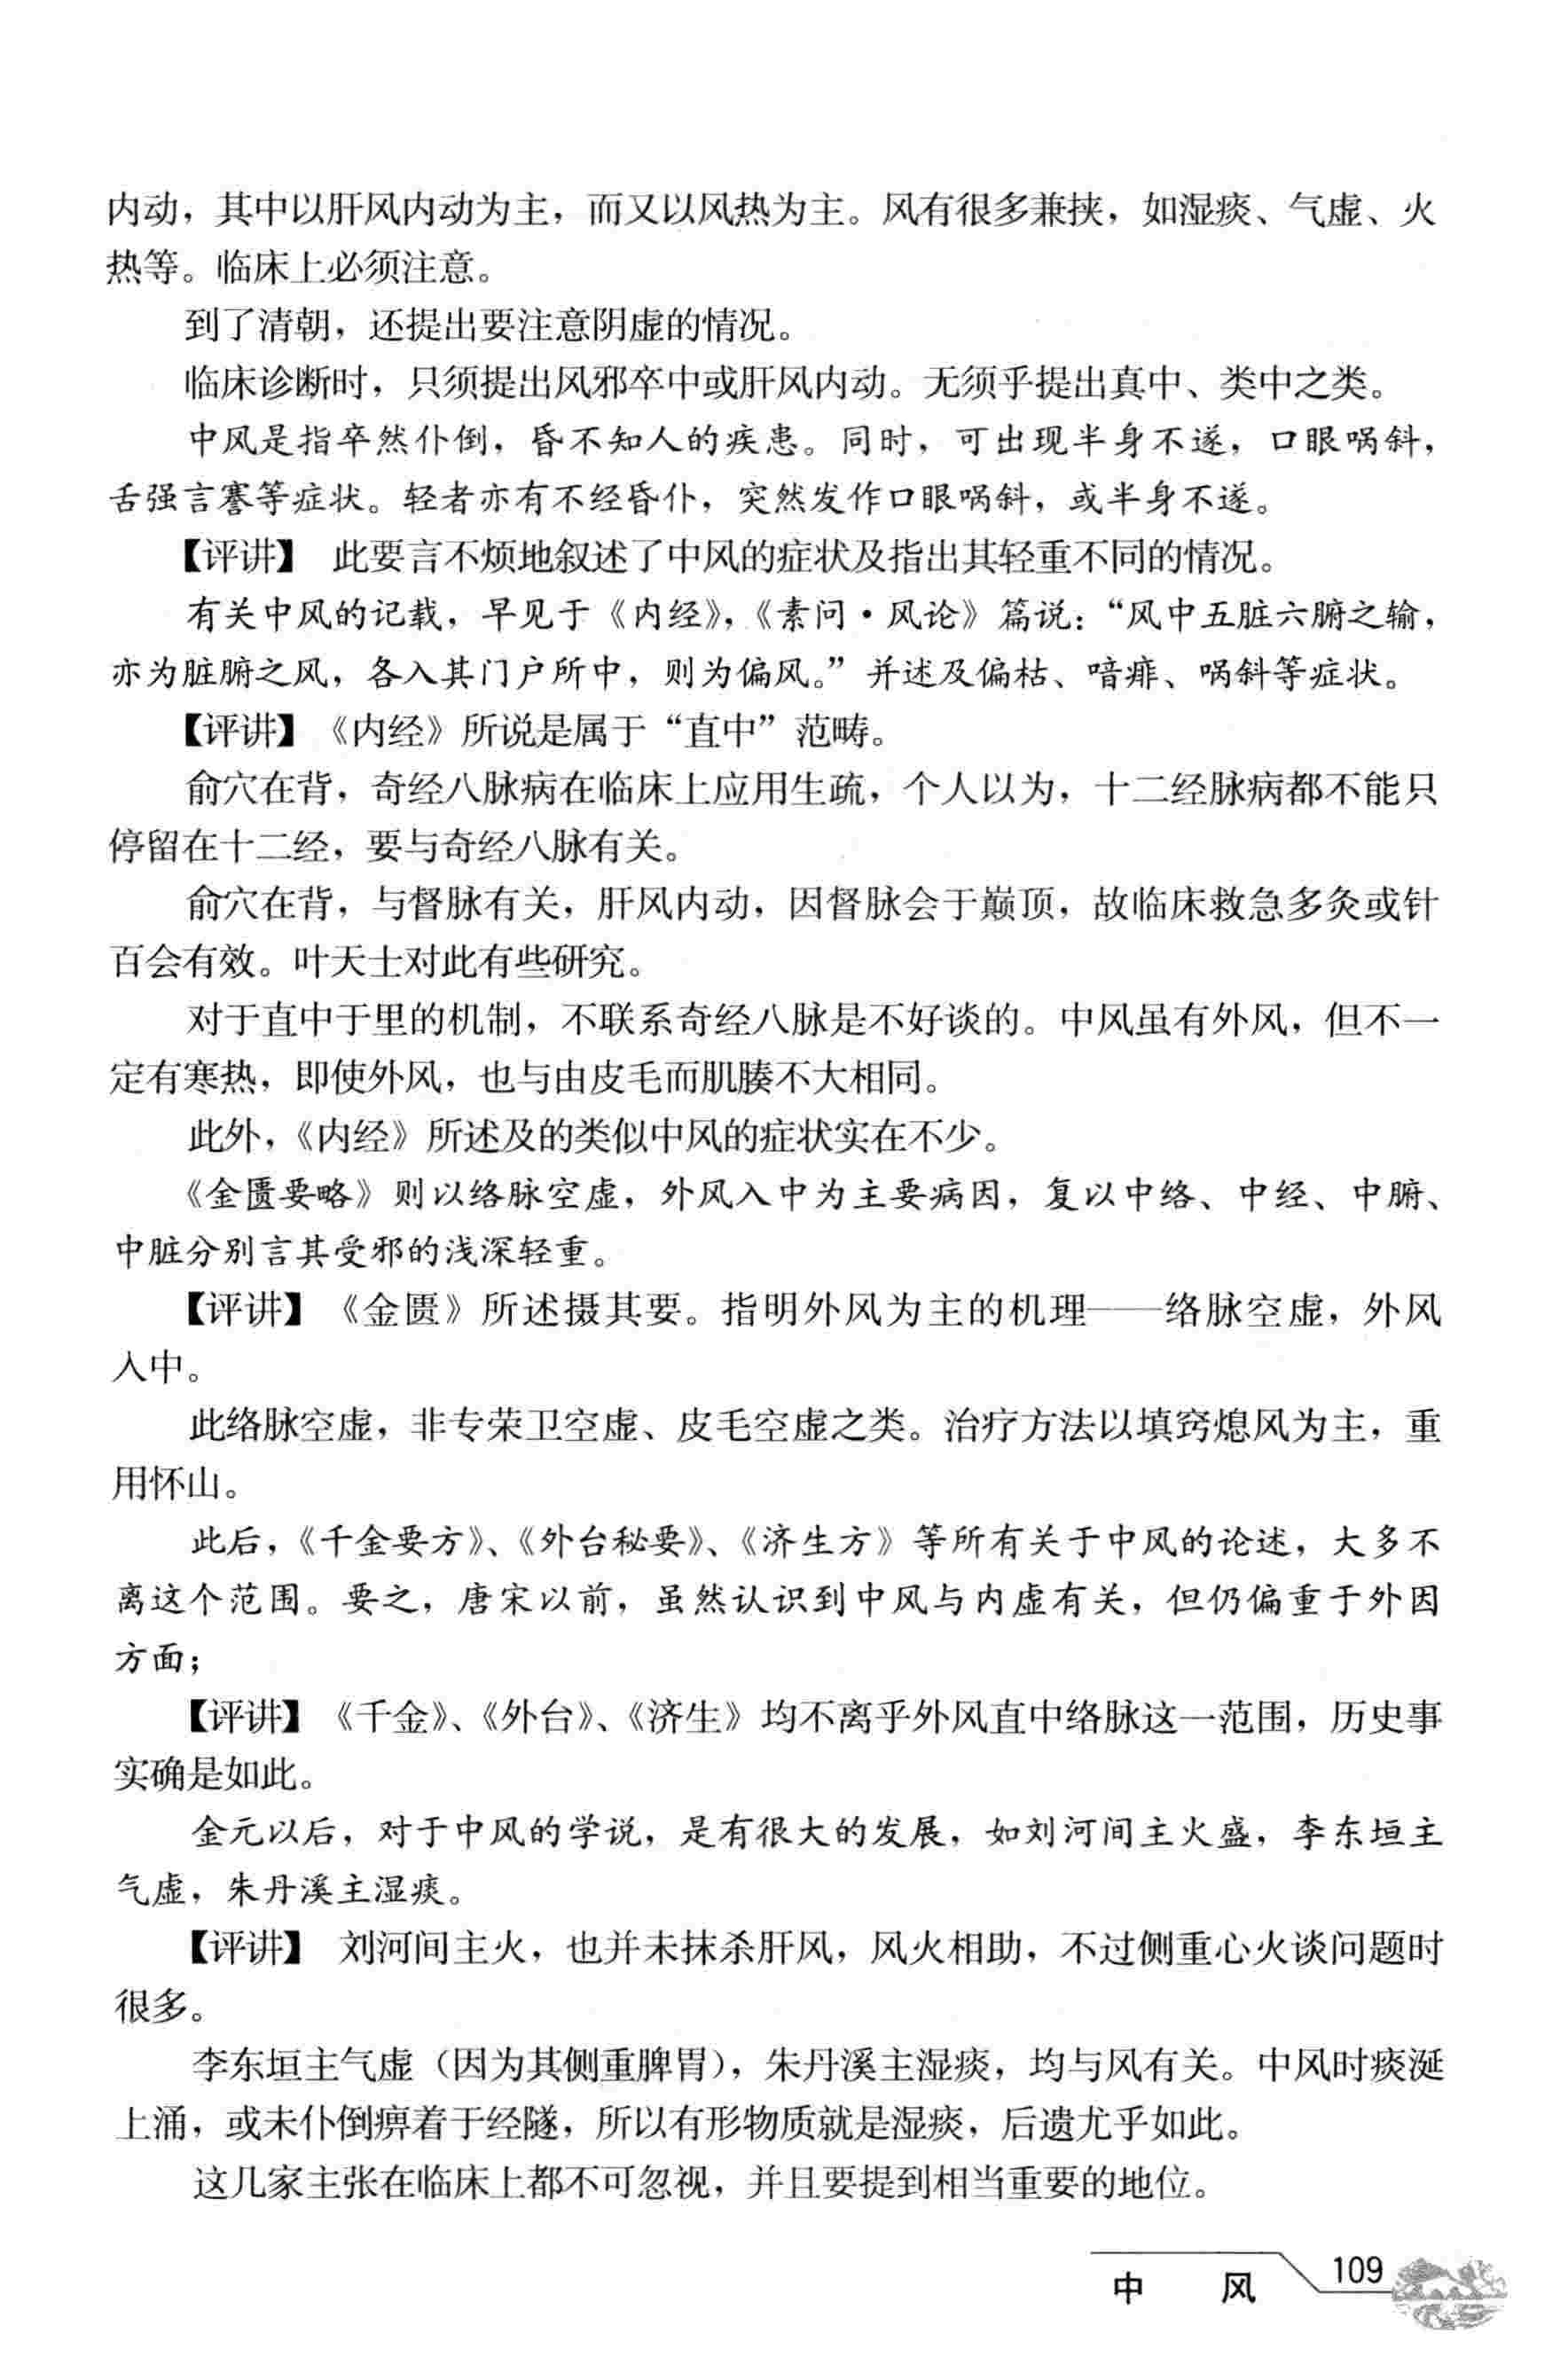 内动，其中以肝风内动为主，而又以风热为主。风有很多兼挟，如湿痰、气虚、火
热等。临床上必须注意。
到了清朝，还提出要注意阴虚的情况。
临床诊断时，只须提出风邪卒中或肝风内动。无须乎提出真中、类中之类。
中风是指卒然仆倒，昏不知人的疾患。同时，可出现半身不遂，口眼㖞斜，
舌强言謇等症状。轻者亦有不经昏仆，突然发作口眼㖞斜，或半身不遂。
【评讲】 此要言不烦地叙述了中风的症状及指出其轻重不同的情况。
有关中风的记载，早见于《内经》，《素问·风论》篇说：“风中五脏六腑之输，
亦为脏腑之风，各入其门户所中，则为偏风。”并述及偏枯、喑痱、㖞斜等症状。
【评讲】《内经》所说是属于“直中”范畴。
俞穴在背，奇经八脉病在临床上应用生疏，个人以为，十二经脉病都不能只
停留在十二经，要与奇经八脉有关。
俞穴在背，与督脉有关，肝风内动，因督脉会于巅顶，故临床救急多灸或针
百会有效。叶天士对此有些研究。
对于直中于里的机制，不联系奇经八脉是不好谈的。中风虽有外风，但不一
定有寒热，即使外风，也与由皮毛而肌腠不大相同。
此外，《内经》所述及的类似中风的症状实在不少。
《金匮要略》则以络脉空虚，外风入中为主要病因，复以中络、中经、中腑、
中脏分别言其受邪的浅深轻重。
【评讲】《金匮》所述摄其要。指明外风为主的机理——络脉空虚，外风
入中。
此络脉空虚，非专荣卫空虚、皮毛空虚之类。治疗方法以填窍熄风为主，重
用怀山。
此后，《千金要方》、《外台秘要》、《济生方》等所有关于中风的论述，大多不
离这个范围。要之，唐宋以前，虽然认识到中风与内虚有关，但仍偏重于外因
方面；
【评讲】《千金》、《外台》、《济生》均不离乎外风直中络脉这一范围，历史事
实确是如此。
金元以后，对于中风的学说，是有很大的发展，如刘河间主火盛，李东垣主
气虚，朱丹溪主湿痰。
【评讲】 刘河间主火，也并未抹杀肝风，风火相助，不过侧重心火谈问题时
很多。
李东垣主气虚（因为其侧重脾胃），朱丹溪主湿痰，均与风有关。中风时痰涎
上涌，或未仆倒痹着于经隧，所以有形物质就是湿痰，后遗尤乎如此。
这几家主张在临床上都不可忽视，并且要提到相当重要的地位。
中 风 109